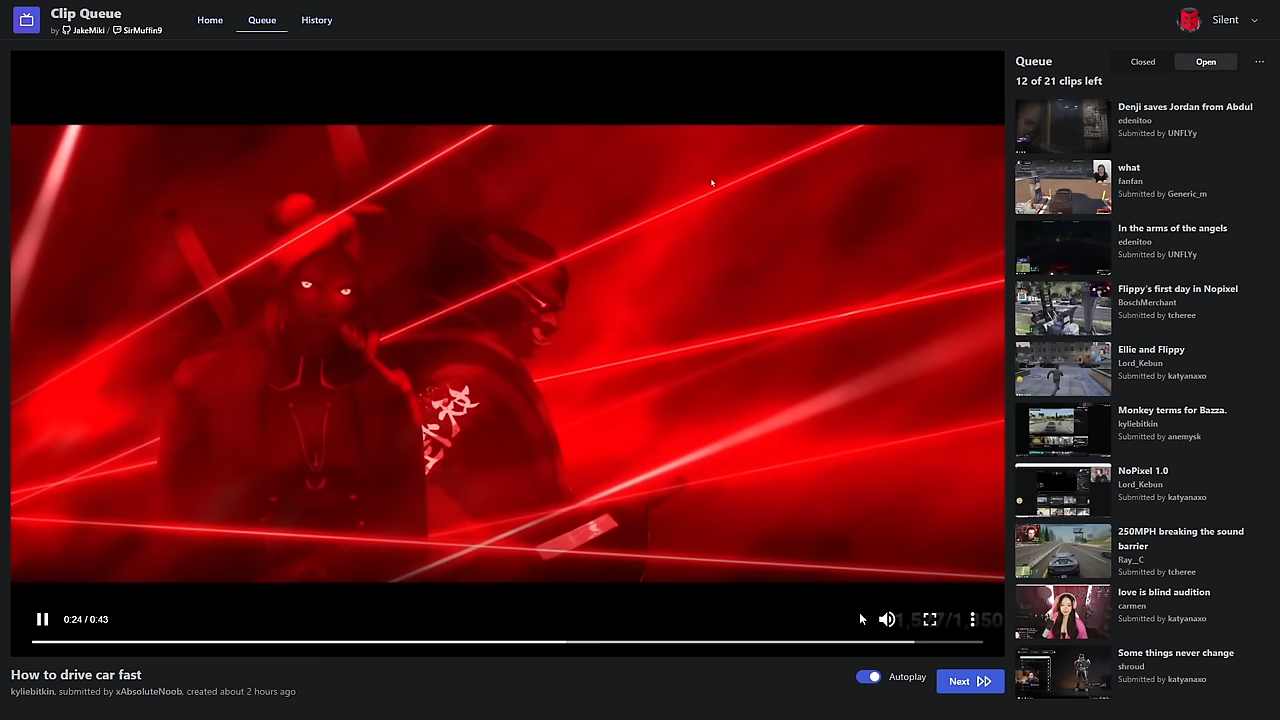 Clip Queue
by JakeMiki / SirMuffin9
Home
Queue
History
Silent
Queue
Closed
Open
12 of 21 clips left
Denji saves Jordan from Abdul
edenitoo
Submitted by UNFLYy
what
fanfan
Submitted by Generic_m
In the arms of the angels
edenitoo
Submitted by UNFLYy
Flippy's first day in Nopixel
BoschMerchant
Submitted by tcheree
Ellie and Flippy
Lord_Kebun
Submitted by katyanaxo
Monkey terms for Bazza.
kyliebitkin
Submitted by anemysk
NoPixel 1.0
Lord_Kebun
Submitted by katyanaxo
250MPH breaking the sound
barrier
Ray__C
Submitted by tcheree
love is blind audition
carmen
Submitted by katyanaxo
Some things never change
shroud
Submitted by katyanaxo
0:24 / 0:43
How to drive car fast
kyliebitkin, submitted by xAbsoluteNoob, created about 2 hours ago
Autoplay
Next